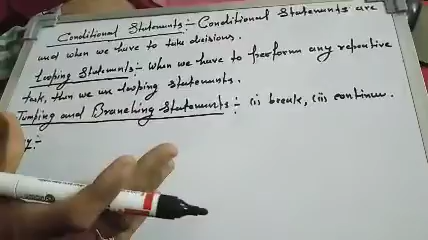 Conditional Statements:- Conditional Statements are
used when we have to take decisions.
Looping Statements:- When we have to perform any repeative
task, then we use looping statements.
Jumping and Branching Statements:- (i) break, (ii) continue.